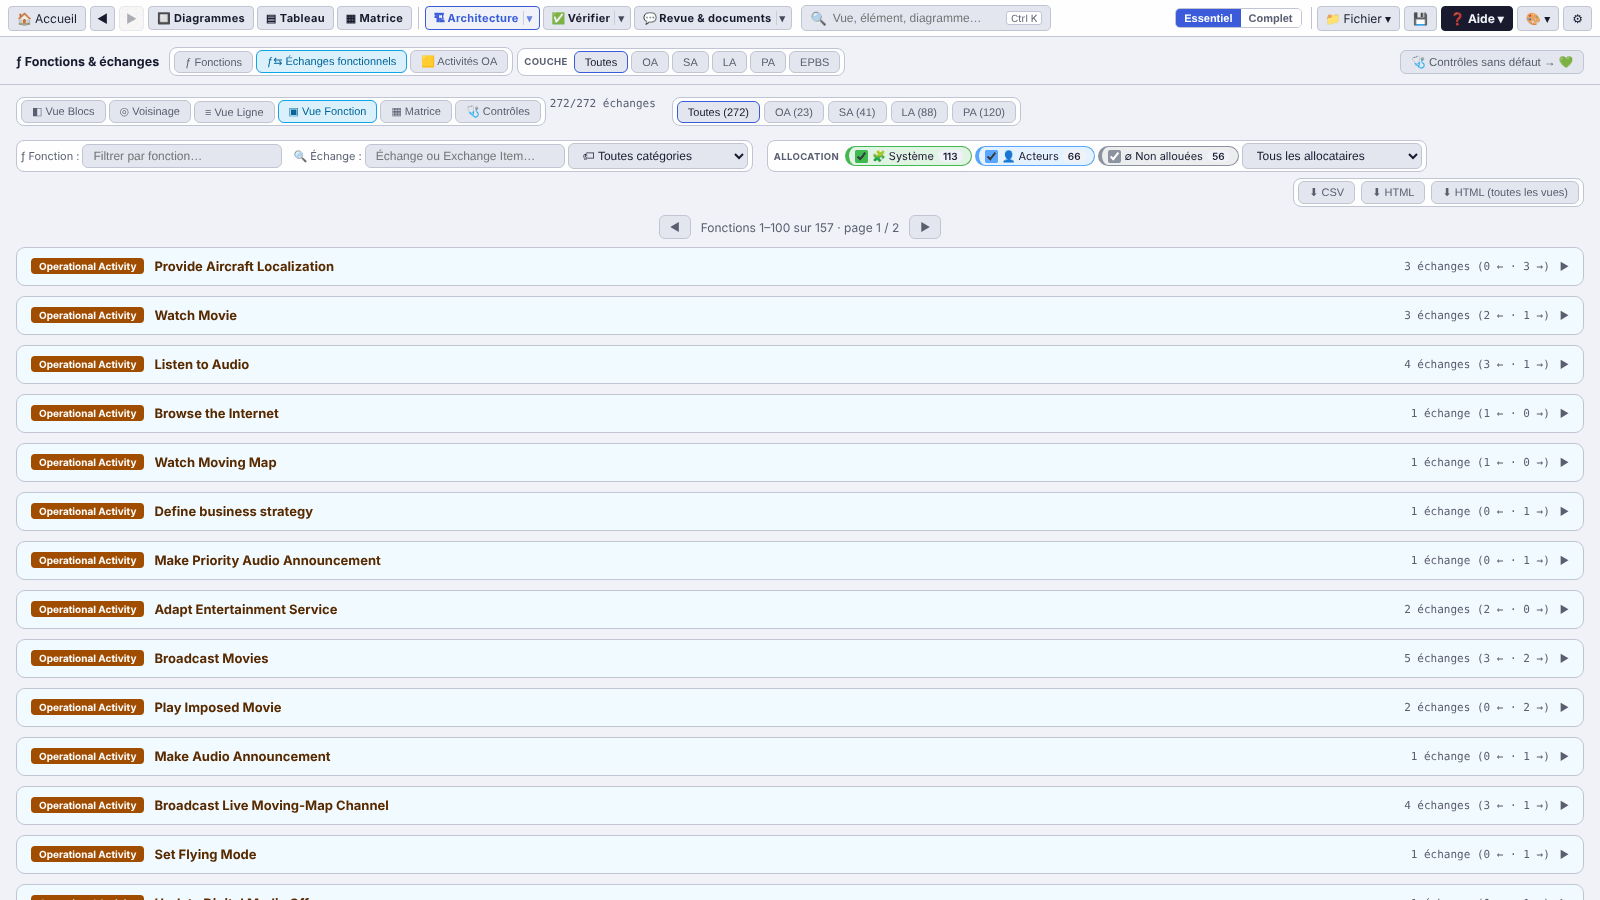 🏠 Accueil ◀ ▶ 🔲 Diagrammes ▤ Tableau ▦ Matrice 🏗 Architecture ▾ ✅ Vérifier ▾ 💬 Revue & documents ▾ 🔍 Vue, élément, diagramme… Ctrl K Essentiel Complet 📁 Fichier ▾ 💾 ❓ Aide ▾ 🎨 ▾ ⚙
ƒ Fonctions & échanges ƒ Fonctions ƒ⇆ Échanges fonctionnels 🟨 Activités OA COUCHE Toutes OA SA LA PA EPBS 🩺 Contrôles sans défaut → 💚
◧ Vue Blocs ◎ Voisinage ≡ Vue Ligne ▣ Vue Fonction ▦ Matrice 🩺 Contrôles 272/272 échanges Toutes (272) OA (23) SA (41) LA (88) PA (120)
ƒ Fonction : Filtrer par fonction… 🔍 Échange : Échange ou Exchange Item… 🏷 Toutes catégories ALLOCATION 🧩 Système 113 👤 Acteurs 66 ⌀ Non allouées 56 Tous les allocataires
⬇ CSV ⬇ HTML ⬇ HTML (toutes les vues)
◀ Fonctions 1–100 sur 157 · page 1 / 2 ▶
Operational Activity Provide Aircraft Localization 3 échanges (0 ← · 3 →) ▶
Operational Activity Watch Movie 3 échanges (2 ← · 1 →) ▶
Operational Activity Listen to Audio 4 échanges (3 ← · 1 →) ▶
Operational Activity Browse the Internet 1 échange (1 ← · 0 →) ▶
Operational Activity Watch Moving Map 1 échange (1 ← · 0 →) ▶
Operational Activity Define business strategy 1 échange (0 ← · 1 →) ▶
Operational Activity Make Priority Audio Announcement 1 échange (0 ← · 1 →) ▶
Operational Activity Adapt Entertainment Service 2 échanges (2 ← · 0 →) ▶
Operational Activity Broadcast Movies 5 échanges (3 ← · 2 →) ▶
Operational Activity Play Imposed Movie 2 échanges (0 ← · 2 →) ▶
Operational Activity Make Audio Announcement 1 échange (0 ← · 1 →) ▶
Operational Activity Broadcast Live Moving-Map Channel 4 échanges (3 ← · 1 →) ▶
Operational Activity Set Flying Mode 1 échange (0 ← · 1 →) ▶